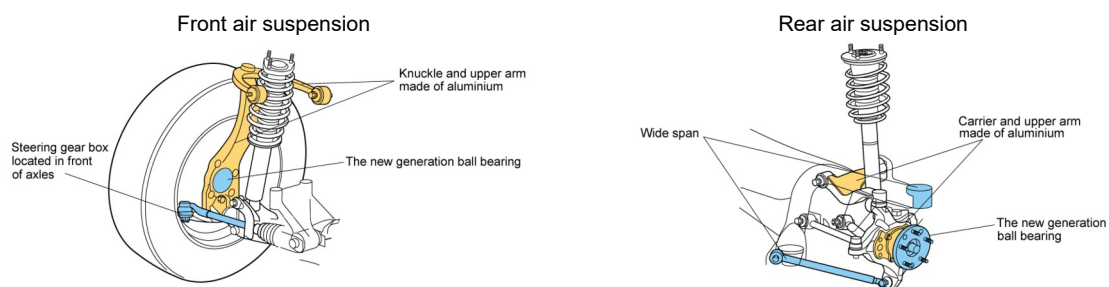 Front air suspension
Knuckle and upper arm
made of aluminium
Steering gear box
located in front
of axles
The new generation ball bearing
Rear air suspension
Wide span
Carrier and upper arm
made of aluminium
The new generation
ball bearing